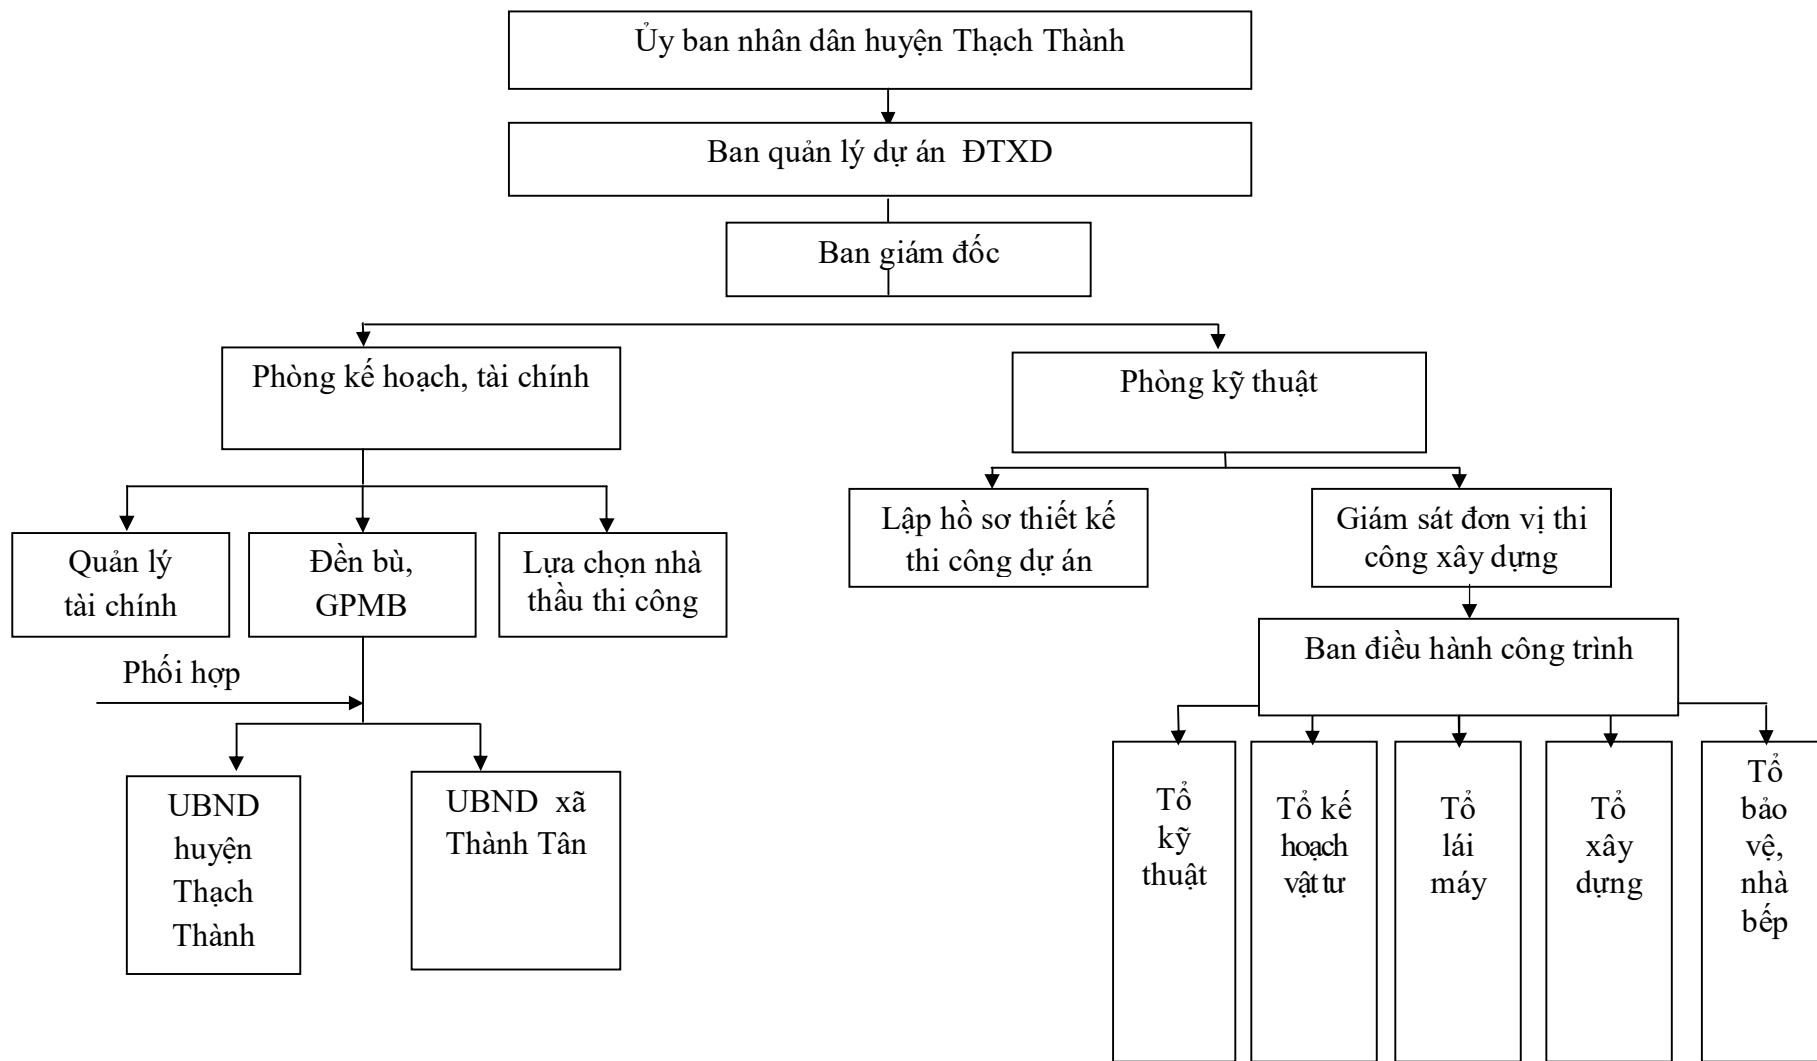 Ủy ban nhân dân huyện Thạch Thành
Ban quản lý dự án ĐTXD
Ban giám đốc
Phòng kế hoạch, tài chính
Phòng kỹ thuật
Quản lý
tài chính
Đền bù,
GPMB
Lựa chọn nhà
thầu thi công
Lập hồ sơ thiết kế
thi công dự án
Giám sát đơn vị thi
công xây dựng
Phối hợp
Ban điều hành công trình
UBND
huyện
Thạch
Thành
UBND xã
Thành Tân
Tổ
kỹ
thuật
Tổ kế
hoạch
vật tư
Tổ
lái
máy
Tổ
xây
dựng
Tổ
bảo
vệ,
nhà
bếp